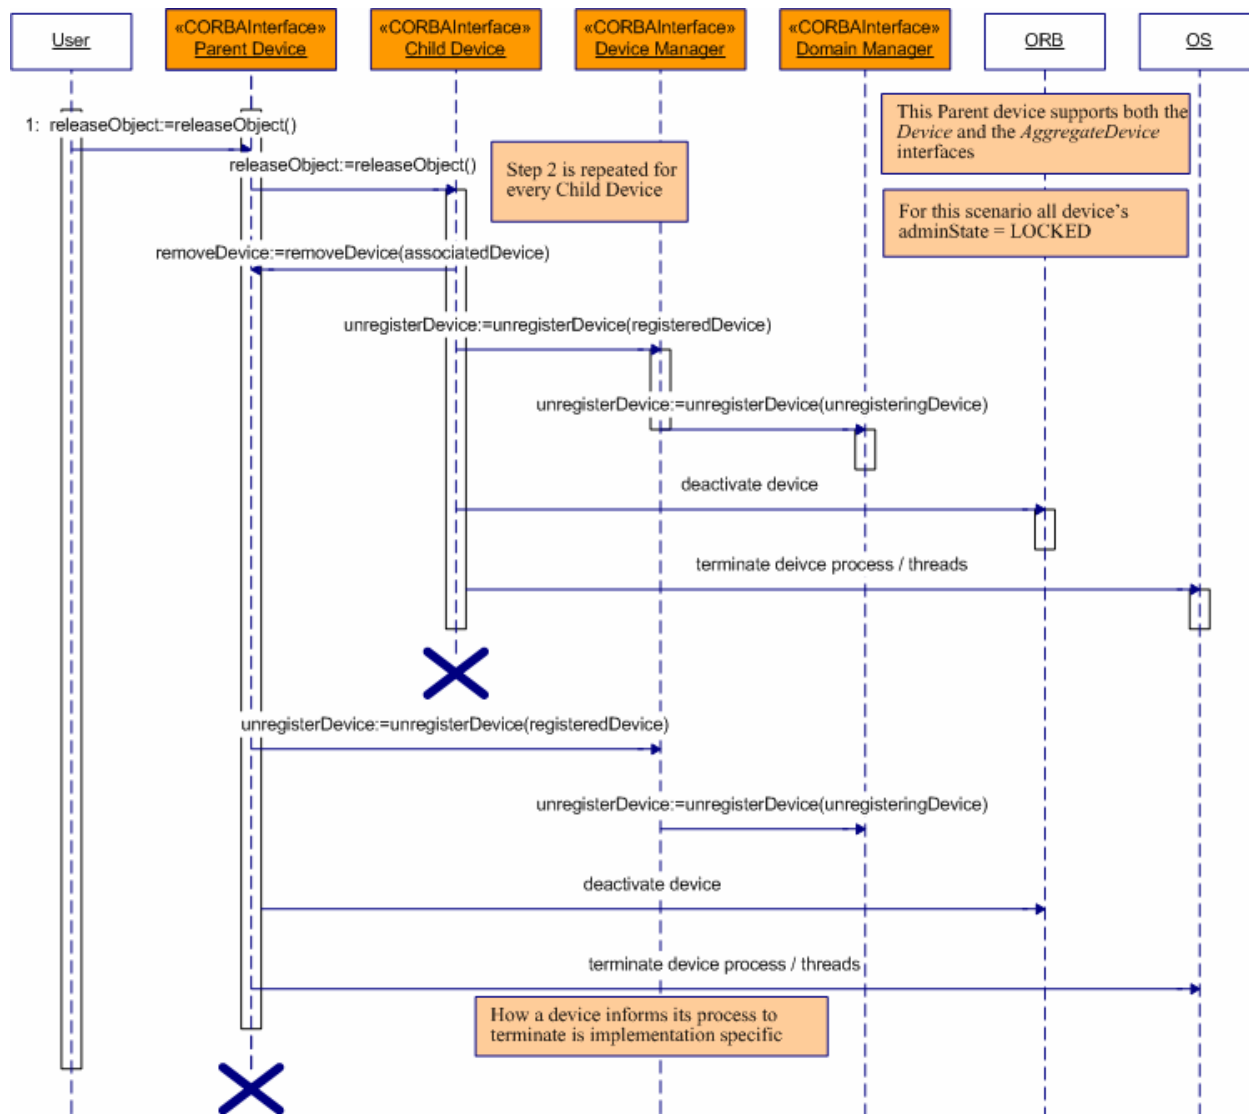 User
«CORBAInterface»
Parent Device
«CORBAInterface»
Child Device
«CORBAInterface»
Device Manager
«CORBAInterface»
Domain Manager
ORB
OS
This Parent device supports both the
Device and the AggregateDevice
interfaces
1: releaseObject:=releaseObject()
releaseObject:=releaseObject()
Step 2 is repeated for
every Child Device
For this scenario all device's
adminState = LOCKED
removeDevice:=removeDevice(associatedDevice)
unregisterDevice:=unregisterDevice(registeredDevice)
unregisterDevice:=unregisterDevice(unregisteringDevice)
deactivate device
terminate deivce process / threads
unregisterDevice:=unregisterDevice(registeredDevice)
unregisterDevice:=unregisterDevice(unregisteringDevice)
deactivate device
terminate device process / threads
How a device informs its process to
terminate is implementation specific